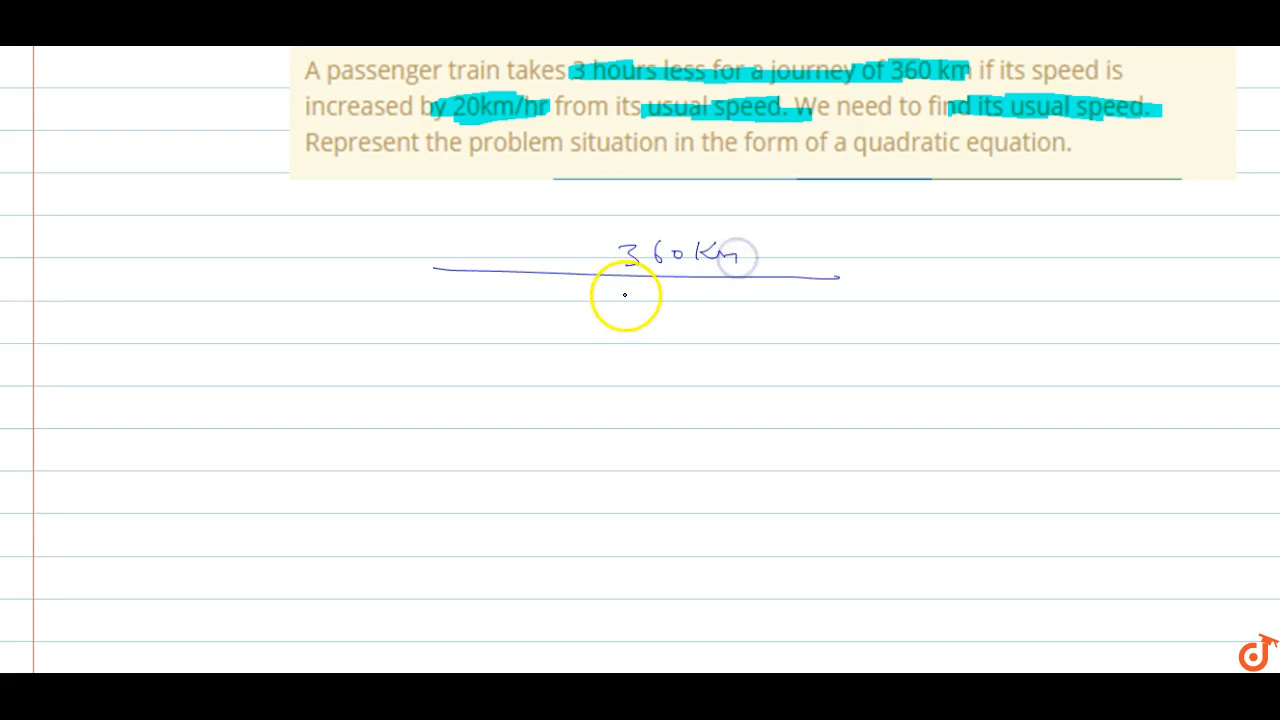 A passenger train takes 3 hours less for a journey of 360 km if its speed is
increased by 20km/hr from its usual speed. We need to find its usual speed.
Represent the problem situation in the form of a quadratic equation.
360 Km